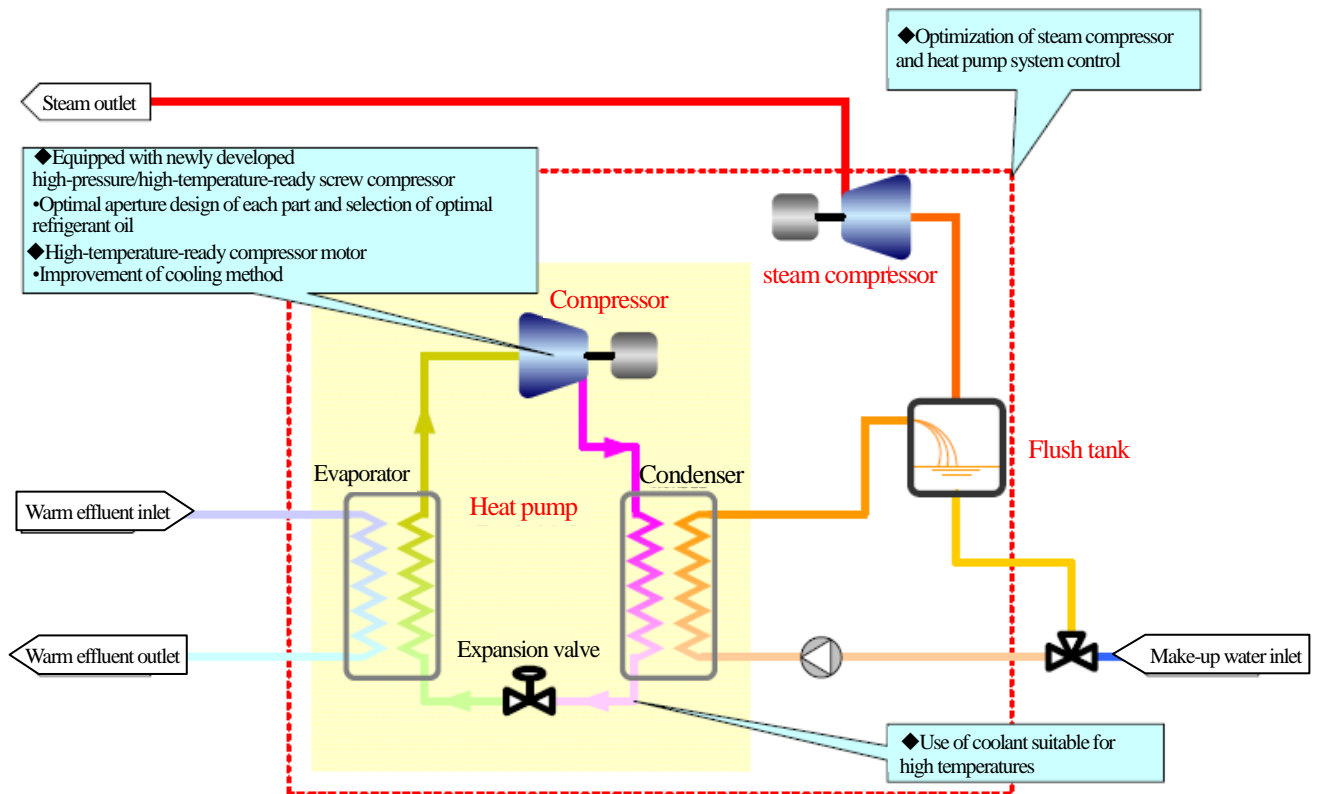 ◆Optimization of steam compressor
and heat pump system control
Steam outlet
◆Equipped with newly developed
high-pressure/high-temperature-ready screw compressor
•Optimal aperture design of each part and selection of optimal
refrigerant oil
◆High-temperature-ready compressor motor
•Improvement of cooling method
steam compressor
Compressor
Flush tank
Evaporator
Condenser
Heat pump
Warm effluent inlet
Expansion valve
Warm effluent outlet
Make-up water inlet
◆Use of coolant suitable for
high temperatures